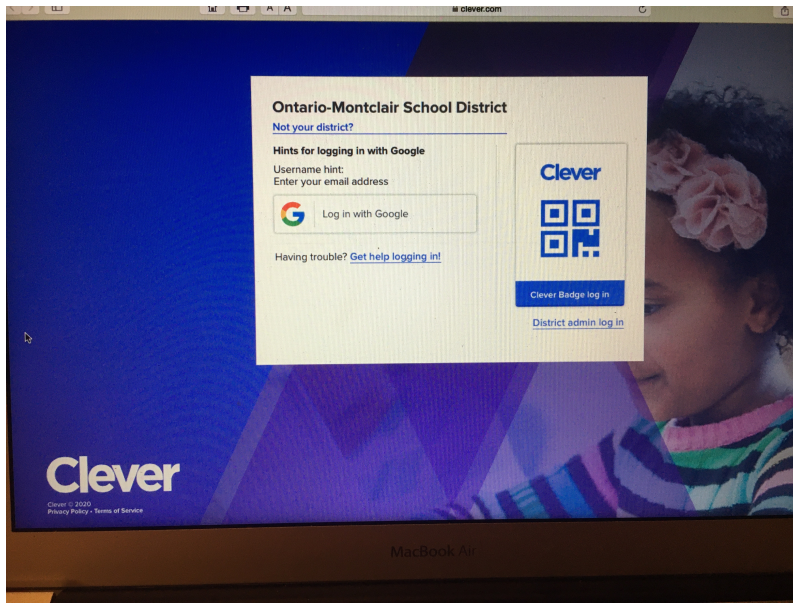 A A
clever.com
Ontario-Montclair School District
Not your district?
Hints for logging in with Google
Username hint:
Enter your email address
Log in with Google
Having trouble? Get help logging in!
Clever
Clever Badge log in
District admin log in
Clever
Clever © 2020
Privacy Policy • Terms of Service
MacBook Air